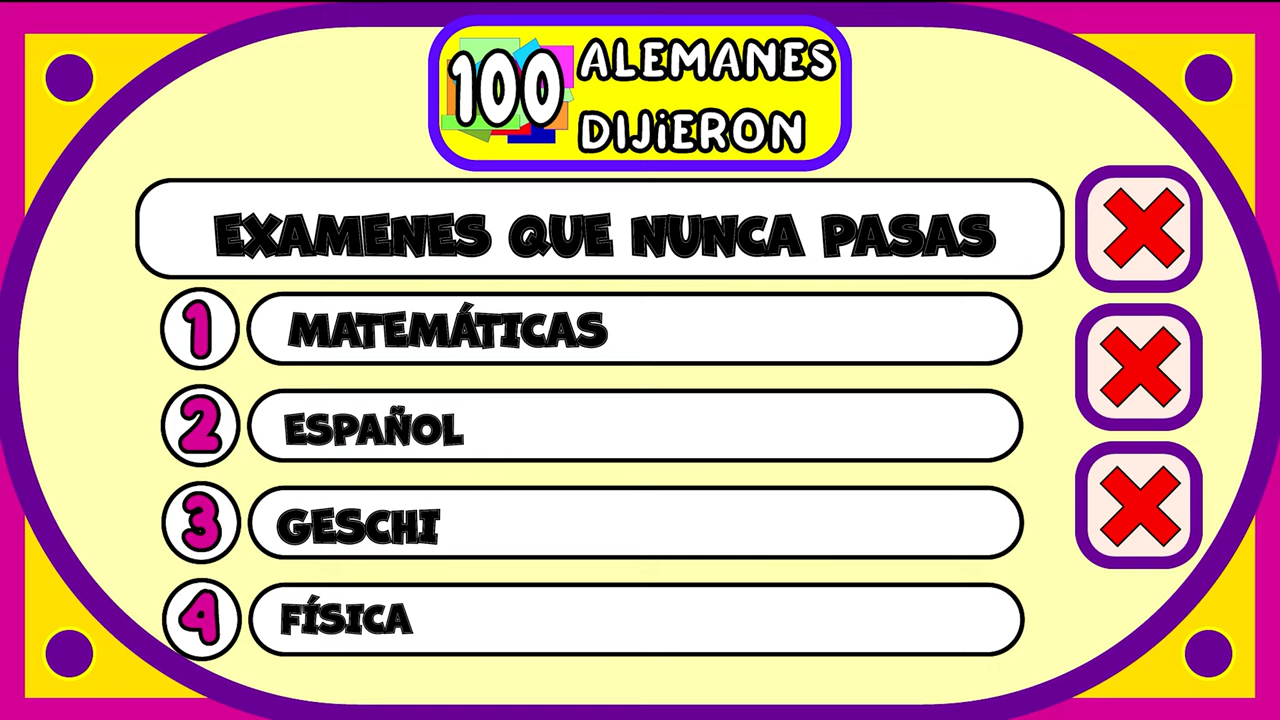 100 ALEMANES
DIJiERON
EXAMENES QUE NUNCA PASAS
1 MATEMÁTICAS
2 ESPAÑOL
3 GESCHI
4 FÍSICA